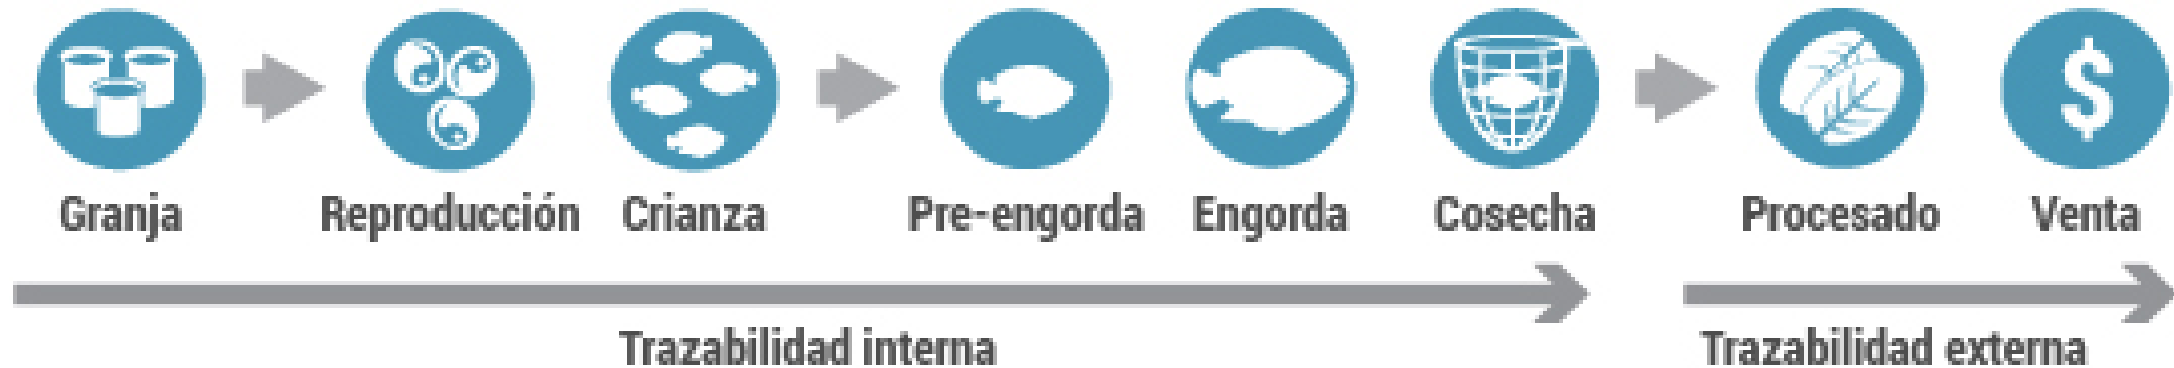 Granja Reproducción Crianza Pre-engorda Engorda Cosecha Procesado Venta
Trazabilidad interna Trazabilidad externa